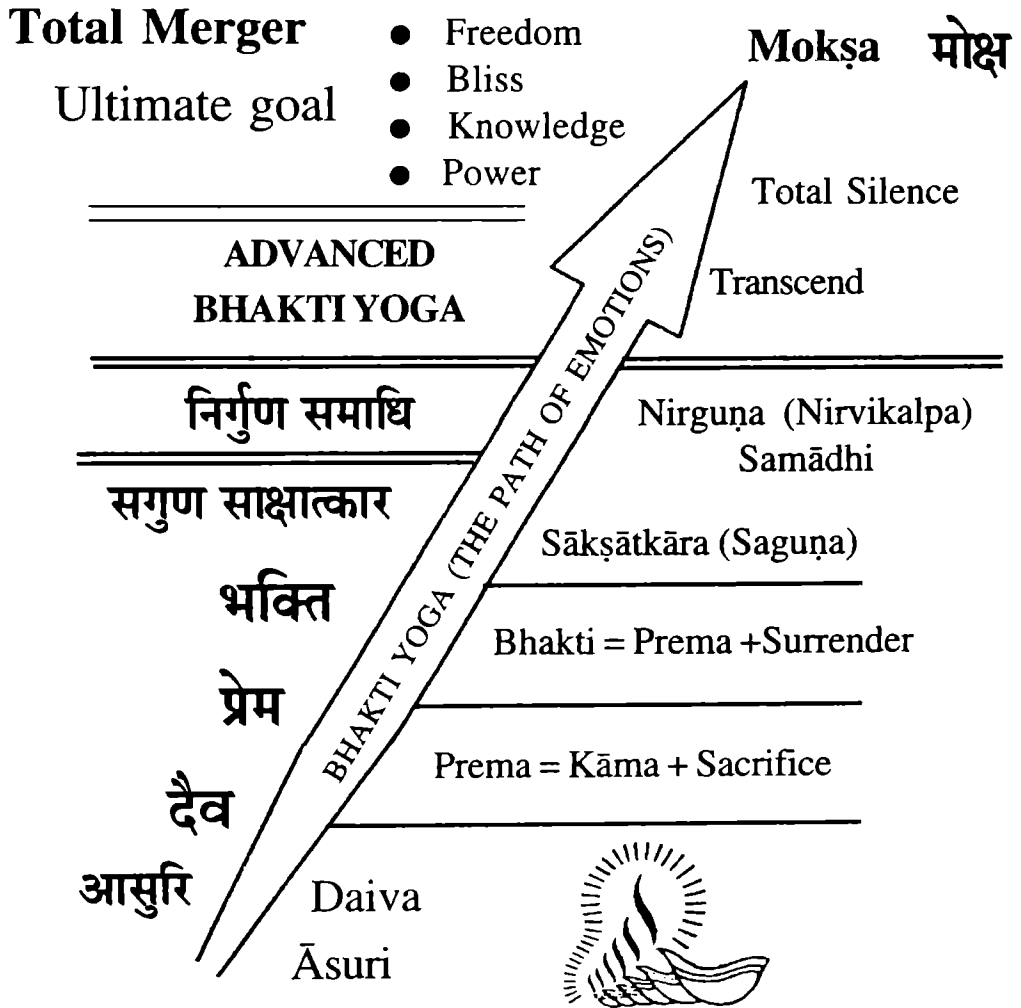 Total Merger
Ultimate goal
● Freedom
● Bliss
● Knowledge
● Power
Mokṣa मोक्ष
Total Silence
Transcend
ADVANCED
BHAKTI YOGA
निर्गुण समाधि
Nirguṇa (Nirvikalpa)
Samādhi
सगुण साक्षात्कार
Sākṣātkāra (Saguṇa)
भक्ति
Bhakti = Prema +Surrender
प्रेम
Prema = Kāma + Sacrifice
दैव
आसुरि
Daiva
Āsuri
BHAKTI YOGA (THE PATH OF EMOTIONS)